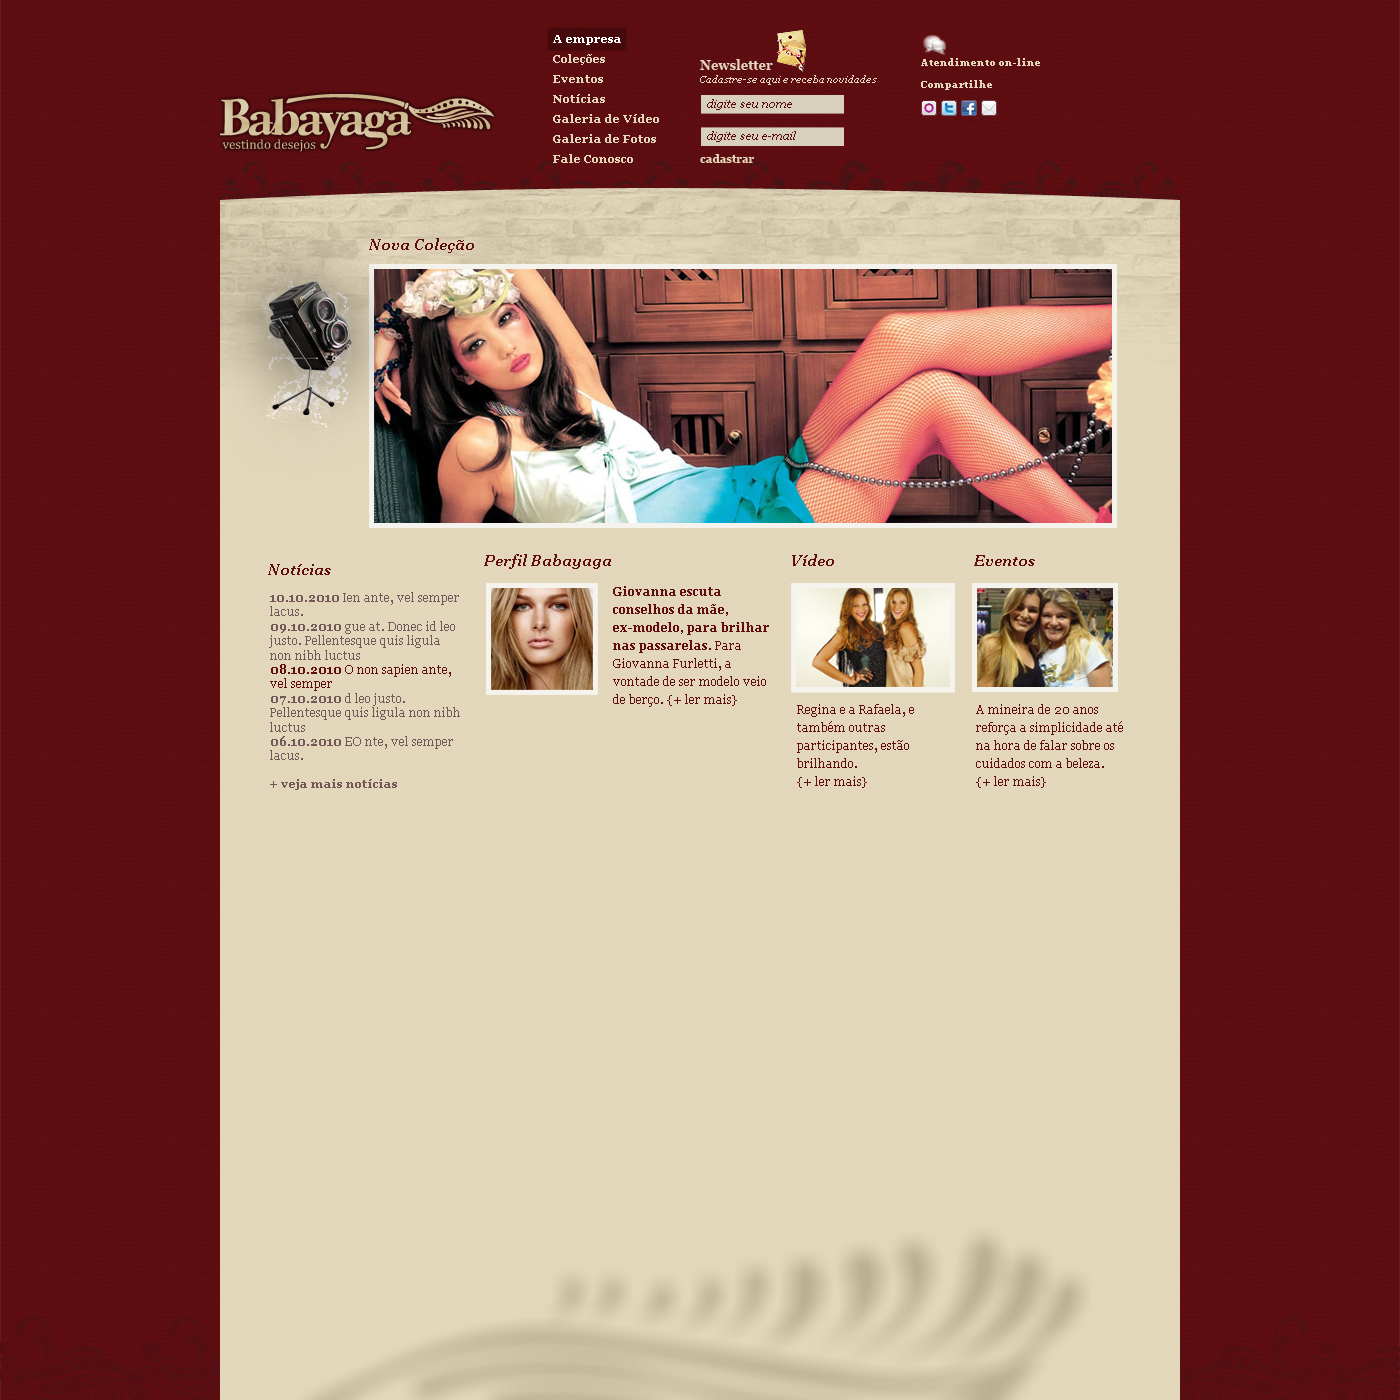 Babayaga
vestindo desejos
A empresa
Coleções
Eventos
Notícias
Galeria de Vídeo
Galeria de Fotos
Fale Conosco
Newsletter
Cadastre-se aqui e receba novidades
digite seu nome
digite seu e-mail
cadastrar
Atendimento on-line
Compartilhe
Nova Coleção
Notícias
10.10.2010 Ien ante, vel semper
lacus.
09.10.2010 gue at. Donec id leo
justo. Pellentesque quis ligula
non nibh luctus
08.10.2010 O non sapien ante,
vel semper
07.10.2010 d leo justo.
Pellentesque quis ligula non nibh
luctus
06.10.2010 EO nte, vel semper
lacus.
+ veja mais notícias
Perfil Babayaga
Giovanna escuta
conselhos da mãe,
ex-modelo, para brilhar
nas passarelas. Para
Giovanna Furletti, a
vontade de ser modelo veio
de berço. {+ ler mais}
Vídeo
Regina e a Rafaela, e
também outras
participantes, estão
brilhando.
{+ ler mais}
Eventos
A mineira de 20 anos
reforça a simplicidade até
na hora de falar sobre os
cuidados com a beleza.
{+ ler mais}